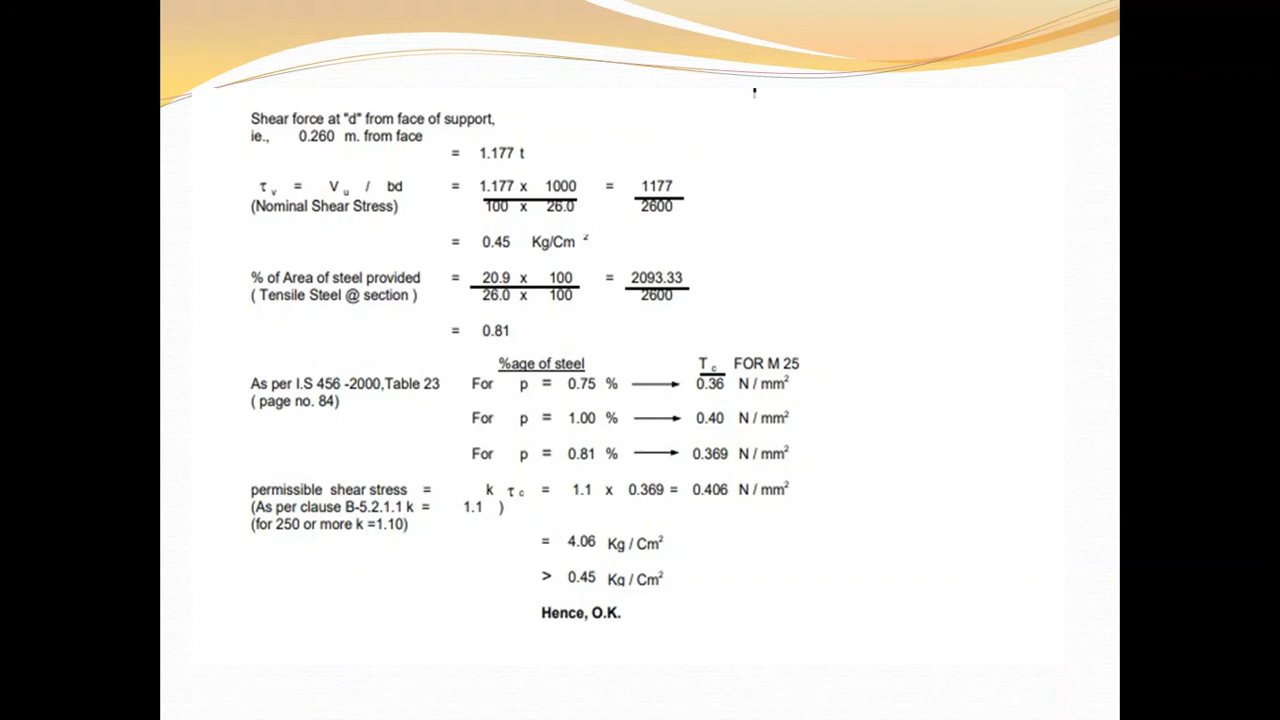 Shear force at "d" from face of support,
ie., 0.260 m. from face
= 1.177 t
τ v = V u / bd = 1.177 x 1000 = 1177
(Nominal Shear Stress) 100 x 26.0 2600
= 0.45 Kg/Cm 2
% of Area of steel provided = 20.9 x 100 = 2093.33
( Tensile Steel @ section ) 26.0 x 100 2600
= 0.81
%age of steel T c FOR M 25
As per I.S 456 -2000,Table 23 For p = 0.75 % → 0.36 N / mm²
( page no. 84)
For p = 1.00 % → 0.40 N / mm²
For p = 0.81 % → 0.369 N / mm²
permissible shear stress = k τ c = 1.1 x 0.369 = 0.406 N / mm²
(As per clause B-5.2.1.1 k = 1.1 )
(for 250 or more k =1.10)
= 4.06 Kg / Cm²
> 0.45 Kg / Cm²
Hence, O.K.